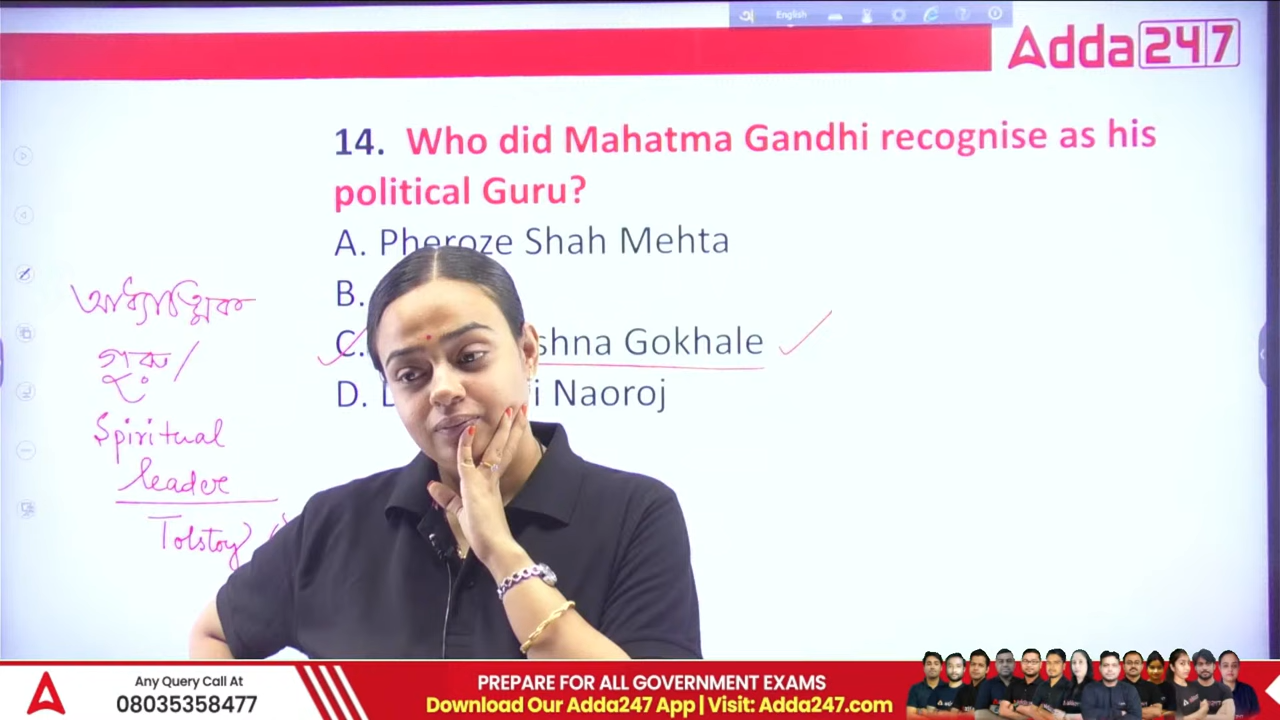 English
Adda247
14. Who did Mahatma Gandhi recognise as his
political Guru?
A. Pheroze Shah Mehta
B.
C. shna Gokhale
D. i Naoroj
আধ্যাত্মিক
গুরু /
Spiritual
leader
Tolstoy
Any Query Call At
08035358477
PREPARE FOR ALL GOVERNMENT EXAMS
Download Our Adda247 App | Visit: Adda247.com